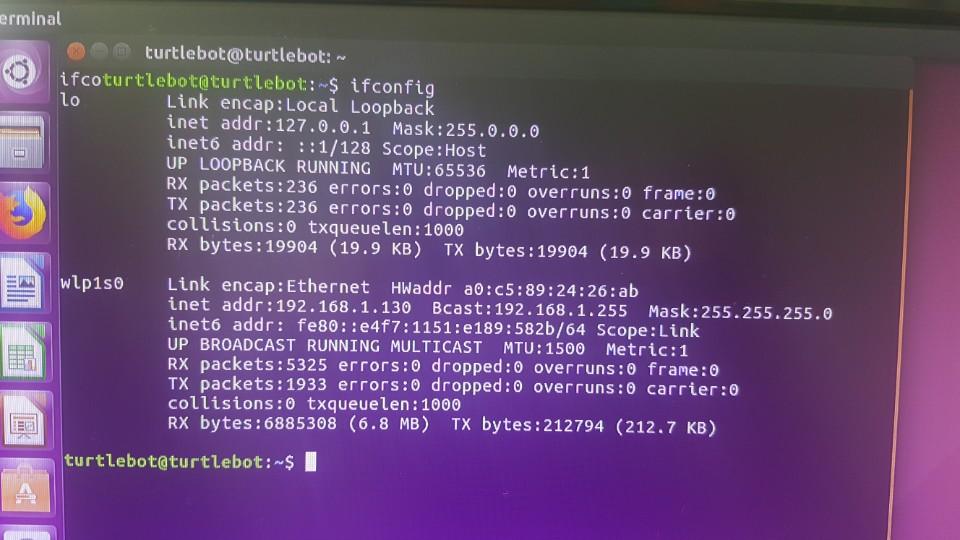 erminal
turtlebot@turtlebot: ~
ifcoturtlebot@turtlebot:~$ ifconfig
lo        Link encap:Local Loopback
          inet addr:127.0.0.1  Mask:255.0.0.0
          inet6 addr: ::1/128 Scope:Host
          UP LOOPBACK RUNNING  MTU:65536  Metric:1
          RX packets:236 errors:0 dropped:0 overruns:0 frame:0
          TX packets:236 errors:0 dropped:0 overruns:0 carrier:0
          collisions:0 txqueuelen:1000
          RX bytes:19904 (19.9 KB)  TX bytes:19904 (19.9 KB)
wlp1s0    Link encap:Ethernet  HWaddr a0:c5:89:24:26:ab
          inet addr:192.168.1.130  Bcast:192.168.1.255  Mask:255.255.255.0
          inet6 addr: fe80::e4f7:1151:e189:582b/64 Scope:Link
          UP BROADCAST RUNNING MULTICAST  MTU:1500  Metric:1
          RX packets:5325 errors:0 dropped:0 overruns:0 frame:0
          TX packets:1933 errors:0 dropped:0 overruns:0 carrier:0
          collisions:0 txqueuelen:1000
          RX bytes:6885308 (6.8 MB)  TX bytes:212794 (212.7 KB)
turtlebot@turtlebot:~$